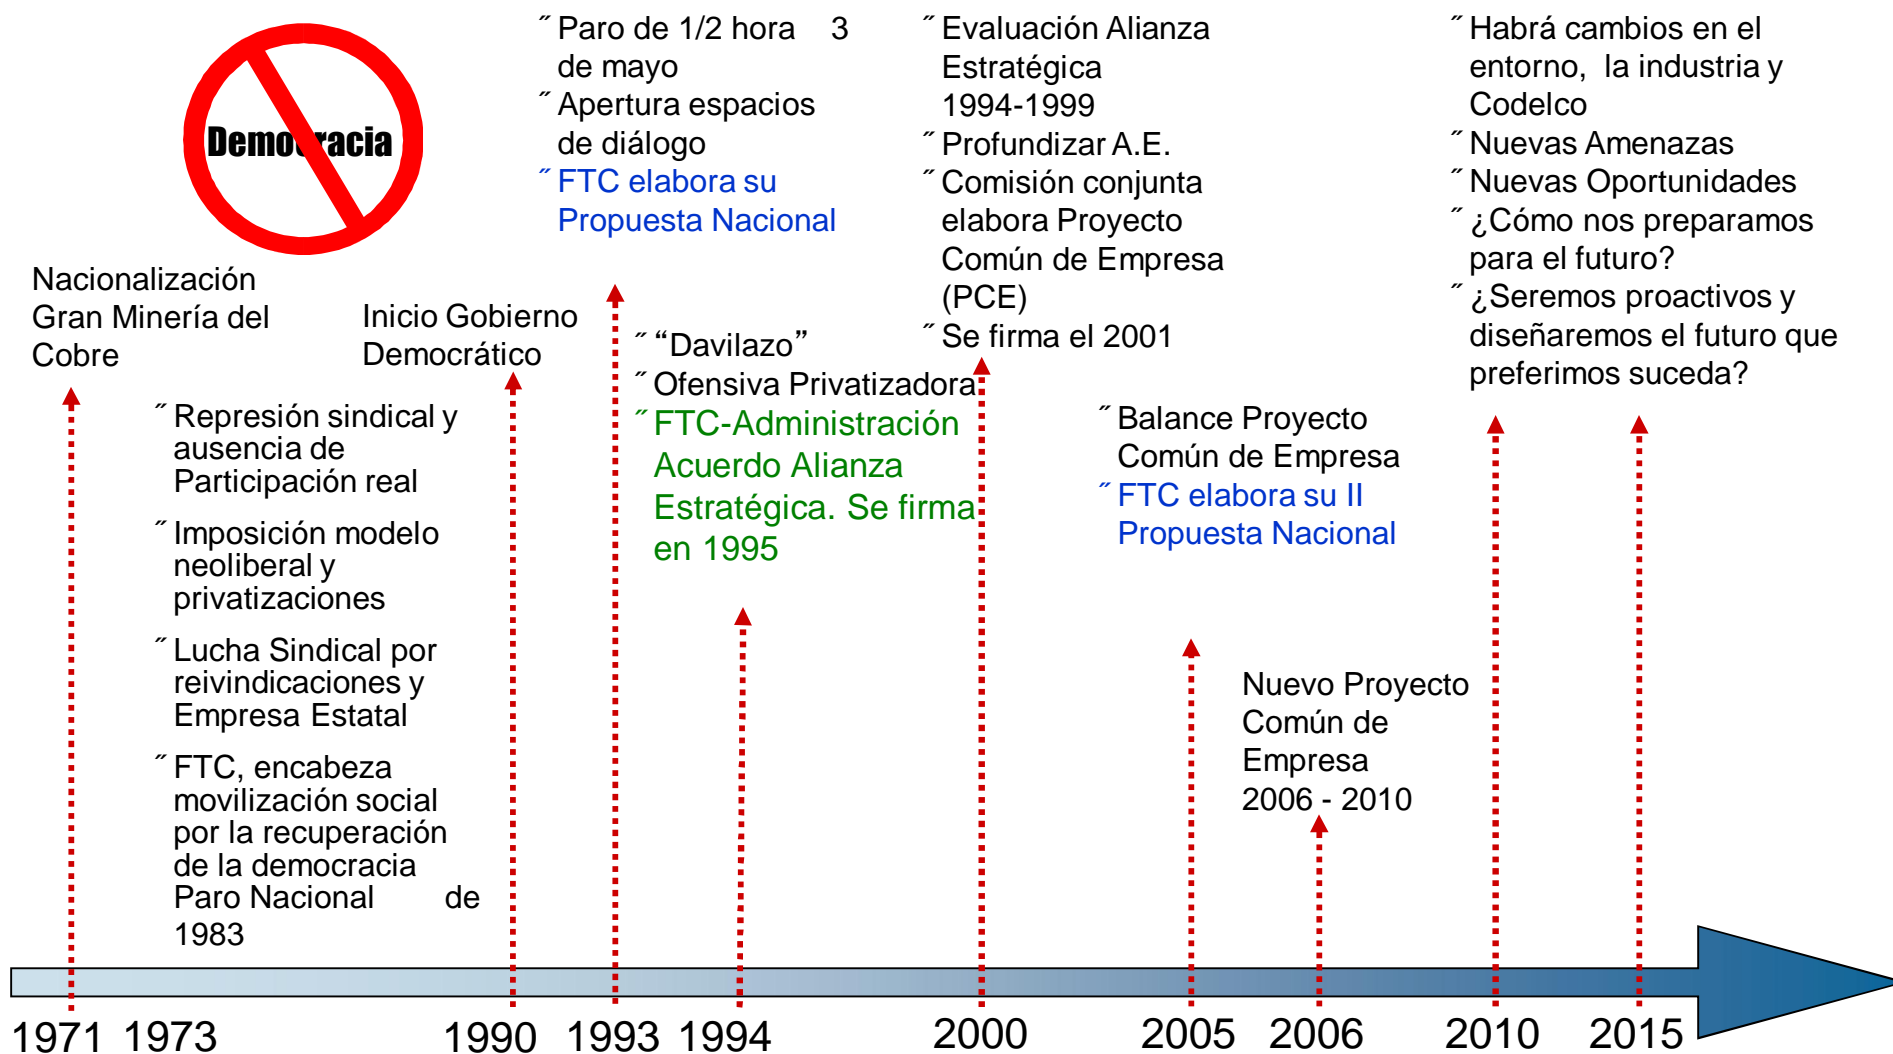 Democracia
Nacionalización
Gran Minería del
Cobre
˝ Represión sindical y
ausencia de
Participación real
˝ Imposición modelo
neoliberal y
privatizaciones
˝ Lucha Sindical por
reivindicaciones y
Empresa Estatal
˝ FTC, encabeza
movilización social
por la recuperación
de la democracia
Paro Nacional de
1983
Inicio Gobierno
Democrático
˝ Paro de 1/2 hora 3
de mayo
˝ Apertura espacios
de diálogo
˝ FTC elabora su
Propuesta Nacional
˝ “Davilazo”
˝ Ofensiva Privatizadora
˝ FTC-Administración
Acuerdo Alianza
Estratégica. Se firma
en 1995
˝ Evaluación Alianza
Estratégica
1994-1999
˝ Profundizar A.E.
˝ Comisión conjunta
elabora Proyecto
Común de Empresa
(PCE)
˝ Se firma el 2001
˝ Balance Proyecto
Común de Empresa
˝ FTC elabora su II
Propuesta Nacional
Nuevo Proyecto
Común de
Empresa
2006 - 2010
˝ Habrá cambios en el
entorno, la industria y
Codelco
˝ Nuevas Amenazas
˝ Nuevas Oportunidades
˝ ¿Cómo nos preparamos
para el futuro?
˝ ¿Seremos proactivos y
diseñaremos el futuro que
preferimos suceda?
1971 1973 1990 1993 1994 2000 2005 2006 2010 2015